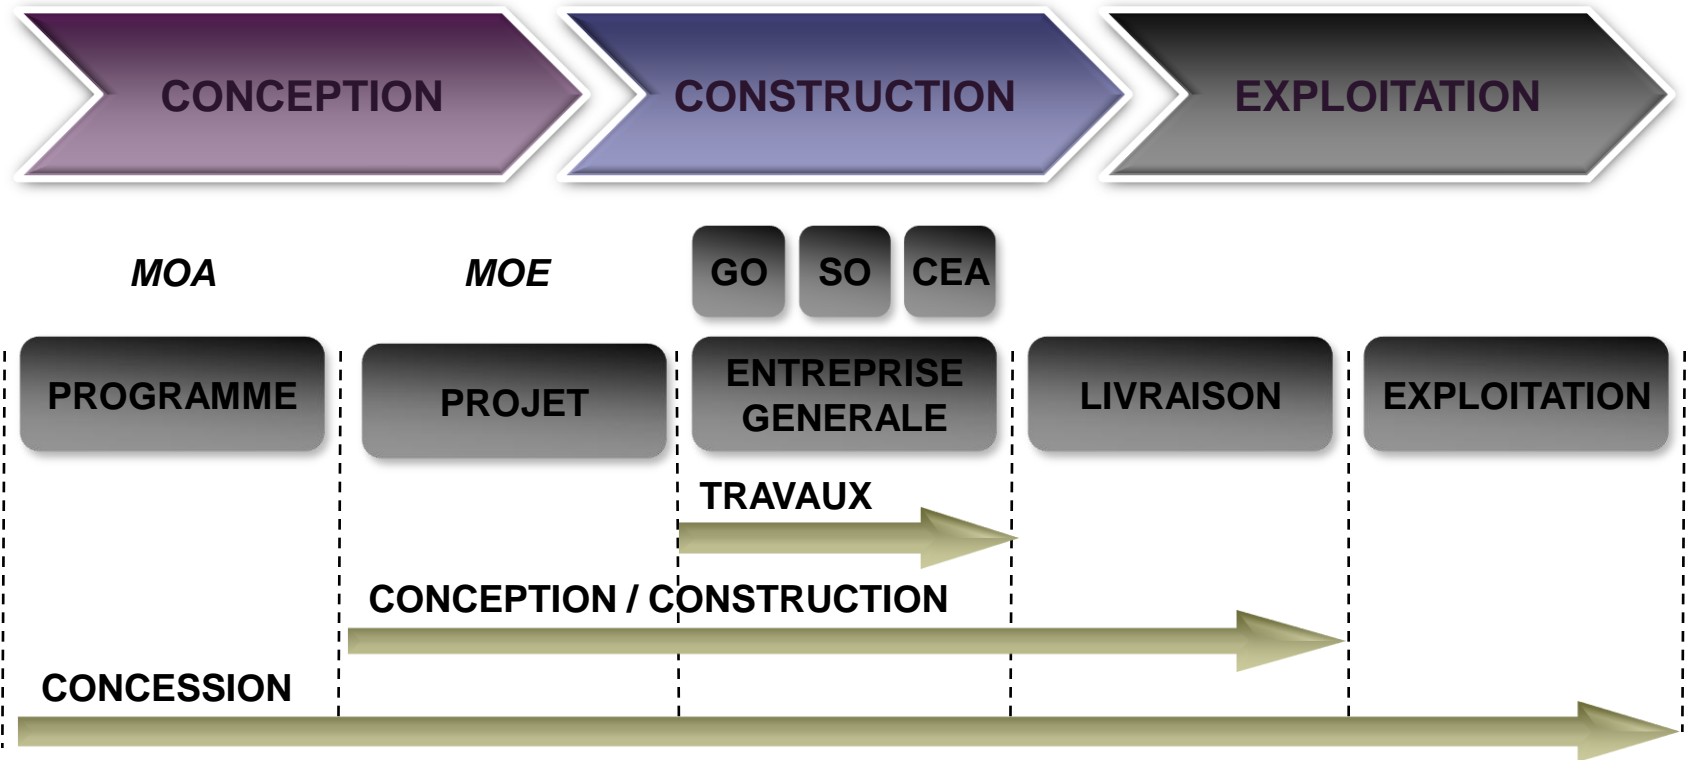 CONCEPTION
CONSTRUCTION
EXPLOITATION
MOA
MOE
GO
SO
CEA
PROGRAMME
PROJET
ENTREPRISE
GENERALE
LIVRAISON
EXPLOITATION
TRAVAUX
CONCEPTION / CONSTRUCTION
CONCESSION